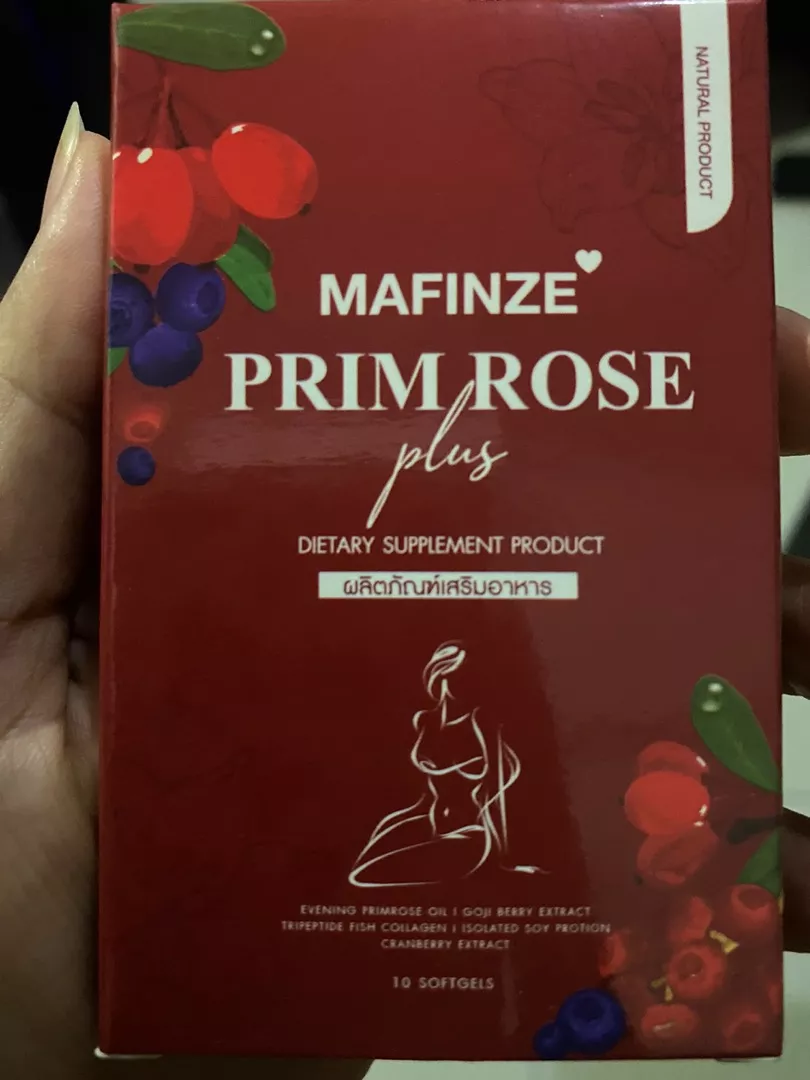 NATURAL PRODUCT
MAFINZE
PRIM ROSE
plus
DIETARY SUPPLEMENT PRODUCT
ผลิตภัณฑ์เสริมอาหาร
EVENING PRIMROSE OIL I GOJI BERRY EXTRACT
TRIPEPTIDE FISH COLLAGEN I ISOLATED SOY PROTION
CRANBERRY EXTRACT
10 SOFTGELS